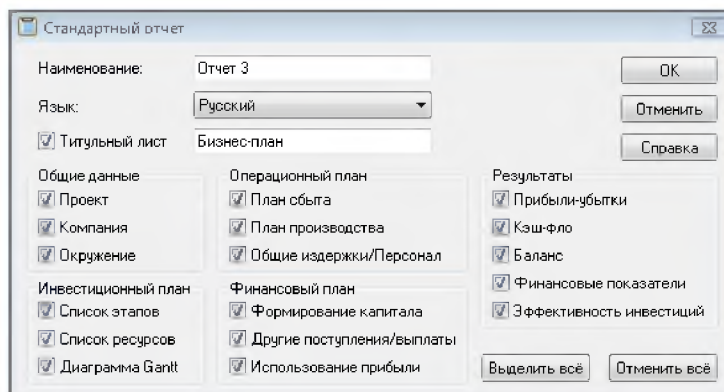 Стандартный отчет
Наименование: Отчет 3
ОК
Язык: Русский
Отменить
Титульный лист Бизнес-план
Справка
Общие данные
Проект
Компания
Окружение
Операционный план
План сбыта
План производства
Общие издержки/Персонал
Результаты
Прибыли-убытки
Кэш-фло
Баланс
Финансовые показатели
Эффективность инвестиций
Инвестиционный план
Список этапов
Список ресурсов
Диаграмма Gantt
Финансовый план
Формирование капитала
Другие поступления/выплаты
Использование прибыли
Выделить всё
Отменить всё